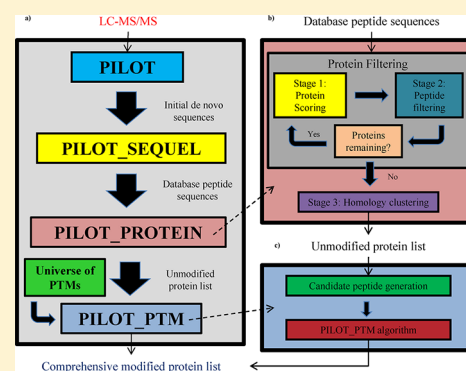 a)
LC-MS/MS
PILOT
Initial de novo
sequences
PILOT_SEQUEL
Database peptide
sequences
PILOT_PROTEIN
Universe of
PTMs
Unmodified
protein list
PILOT_PTM
Comprehensive modified protein list
b)
Database peptide sequences
Protein Filtering
Stage 1:
Protein
Scoring
Stage 2:
Peptide
filtering
Yes
Proteins
remaining?
No
Stage 3: Homology clustering
c)
Unmodified protein list
Candidate peptide generation
PILOT_PTM algorithm